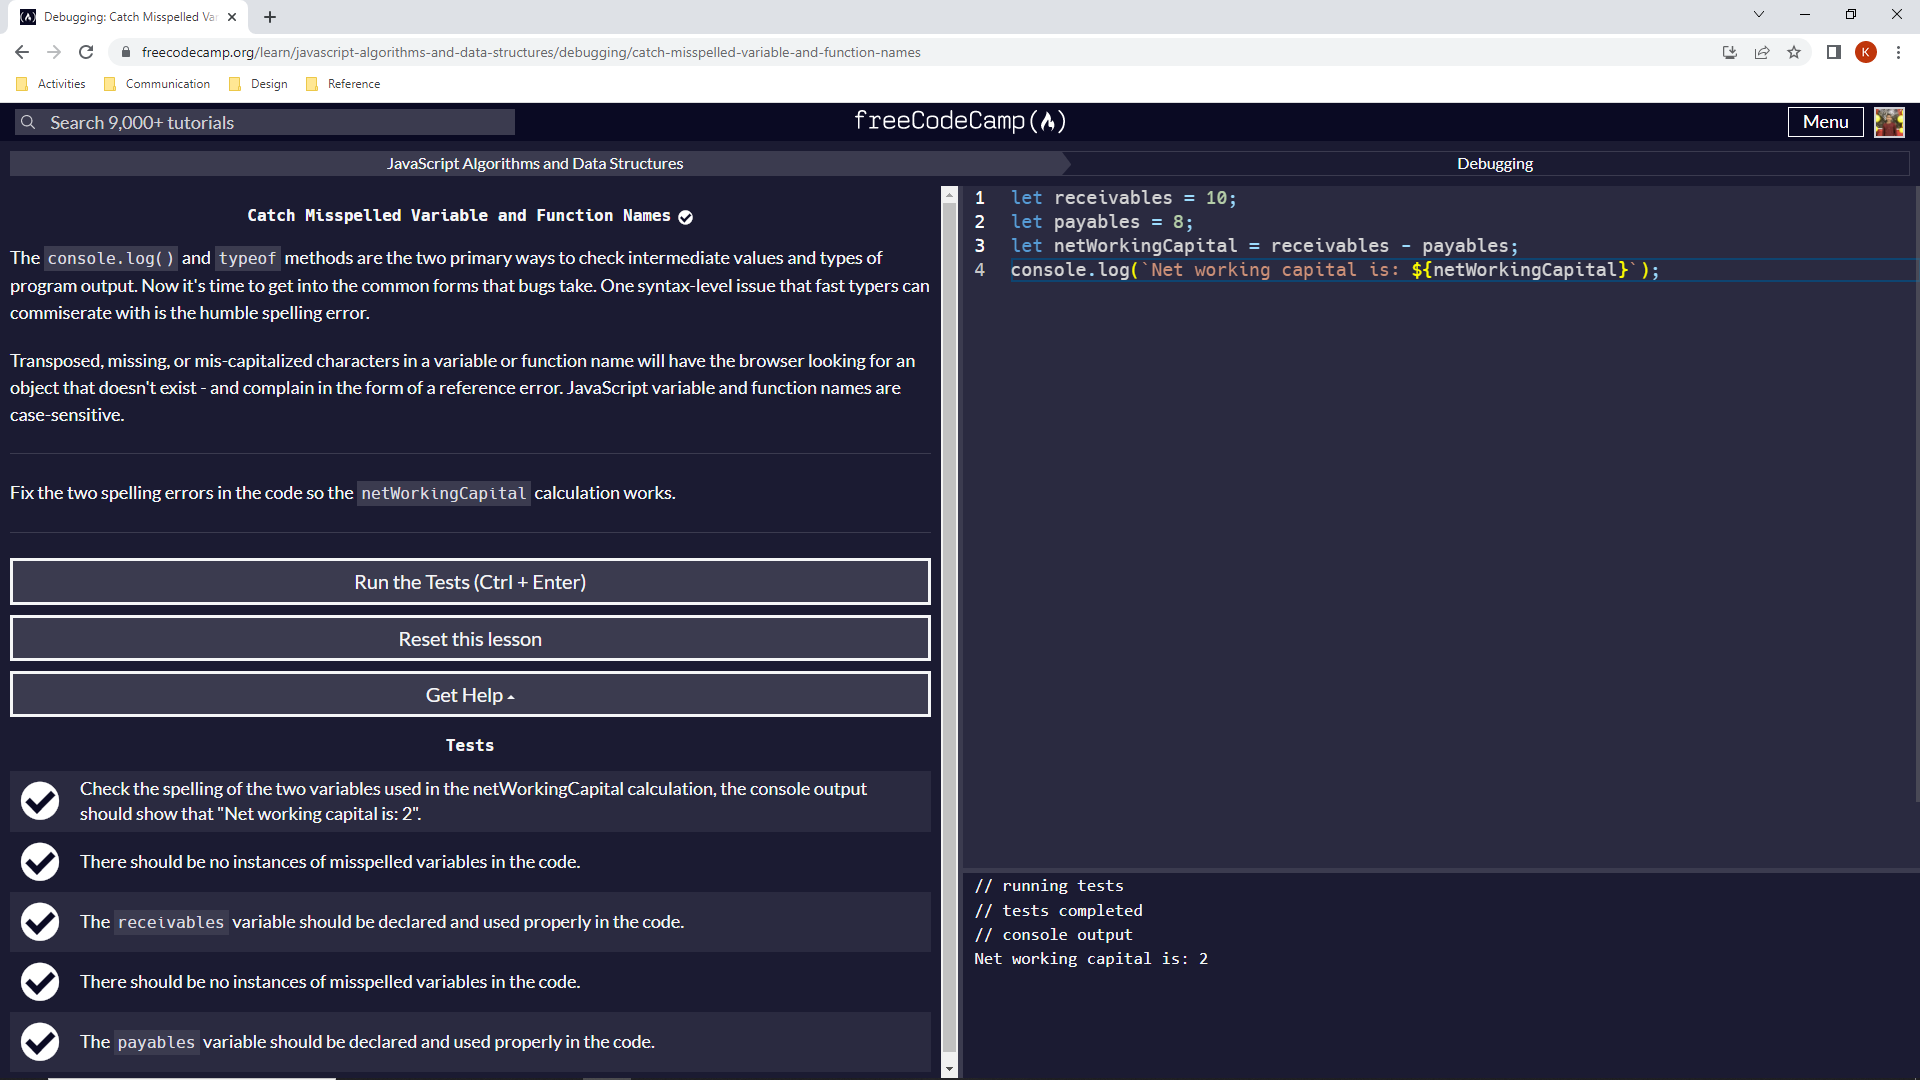 Debugging: Catch Misspelled Var
freecodecamp.org/learn/javascript-algorithms-and-data-structures/debugging/catch-misspelled-variable-and-function-names
K
Activities
Communication
Design
Reference
Search 9,000+ tutorials
freeCodeCamp
Menu
JavaScript Algorithms and Data Structures
Debugging
Catch Misspelled Variable and Function Names
The console.log() and typeof methods are the two primary ways to check intermediate values and types of
program output. Now it's time to get into the common forms that bugs take. One syntax-level issue that fast typers can
commiserate with is the humble spelling error.
Transposed, missing, or mis-capitalized characters in a variable or function name will have the browser looking for an
object that doesn't exist - and complain in the form of a reference error. JavaScript variable and function names are
case-sensitive.
Fix the two spelling errors in the code so the netWorkingCapital calculation works.
Run the Tests (Ctrl + Enter)
Reset this lesson
Get Help
Tests
Check the spelling of the two variables used in the netWorkingCapital calculation, the console output
should show that "Net working capital is: 2".
There should be no instances of misspelled variables in the code.
The receivables variable should be declared and used properly in the code.
There should be no instances of misspelled variables in the code.
The payables variable should be declared and used properly in the code.
1 let receivables = 10;
2 let payables = 8;
3 let netWorkingCapital = receivables - payables;
4 console.log(`Net working capital is: ${netWorkingCapital}`);
// running tests
// tests completed
// console output
Net working capital is: 2